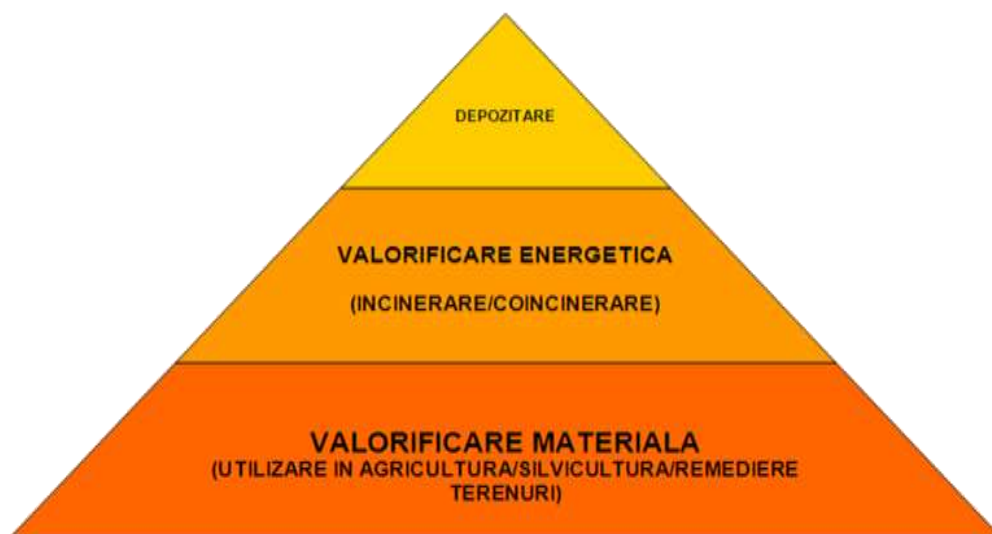 DEPOZITARE
VALORIFICARE ENERGETICA
(INCINERARE/COINCINERARE)
VALORIFICARE MATERIALA
(UTILIZARE IN AGRICULTURA/SILVICULTURA/REMEDIERE
TERENURI)